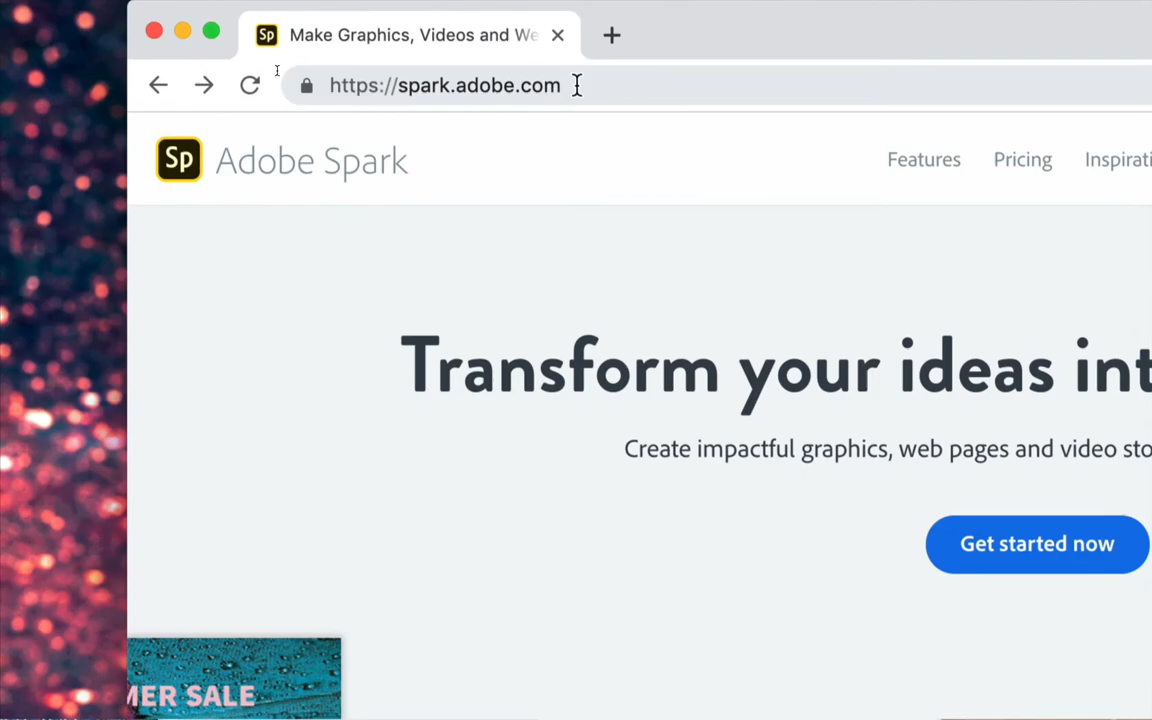 Sp Make Graphics, Videos and We
https://spark.adobe.com
Sp Adobe Spark
Features Pricing Inspirati
Transform your ideas int
Create impactful graphics, web pages and video sto
Get started now
MER SALE